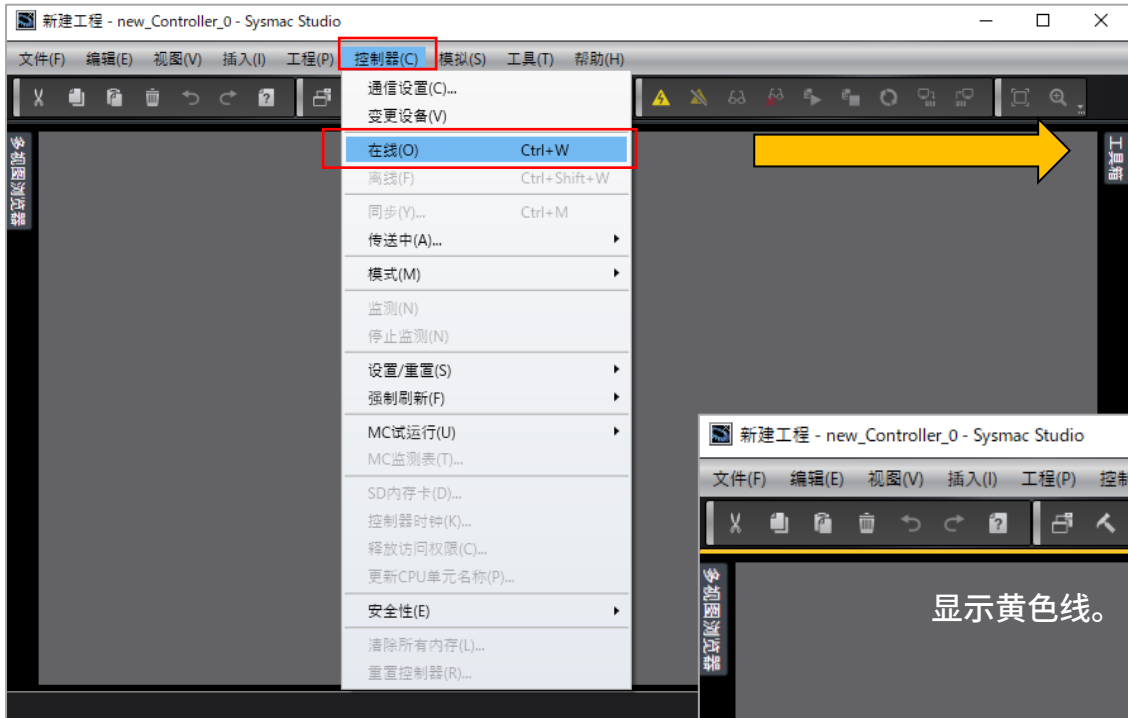 新建工程 - new_Controller_0 - Sysmac Studio
文件(F) 编辑(E) 视图(V) 插入(I) 工程(P) 控制器(C) 模拟(S) 工具(T) 帮助(H)
多视图浏览器
通信设置(C)...
变更设备(V)
在线(O) Ctrl+W
离线(F) Ctrl+Shift+W
同步(Y)... Ctrl+M
传送中(A)...
模式(M)
监测(N)
停止监测(N)
设置/重置(S)
强制刷新(F)
MC试运行(U)
MC监测表(T)...
SD内存卡(D)...
控制器时钟(K)...
释放访问权限(C)...
更新CPU单元名称(P)...
安全性(E)
清除所有内存(L)...
重置控制器(R)...
工具箱
新建工程 - new_Controller_0 - Sysmac Studio
文件(F) 编辑(E) 视图(V) 插入(I) 工程(P) 控制
多视图浏览器
显示黄色线。